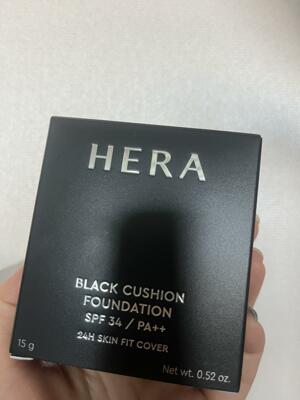 HERA
BLACK CUSHION
FOUNDATION
SPF 34 / PA++
24H SKIN FIT COVER
15 g
Net wt. 0.52 oz.